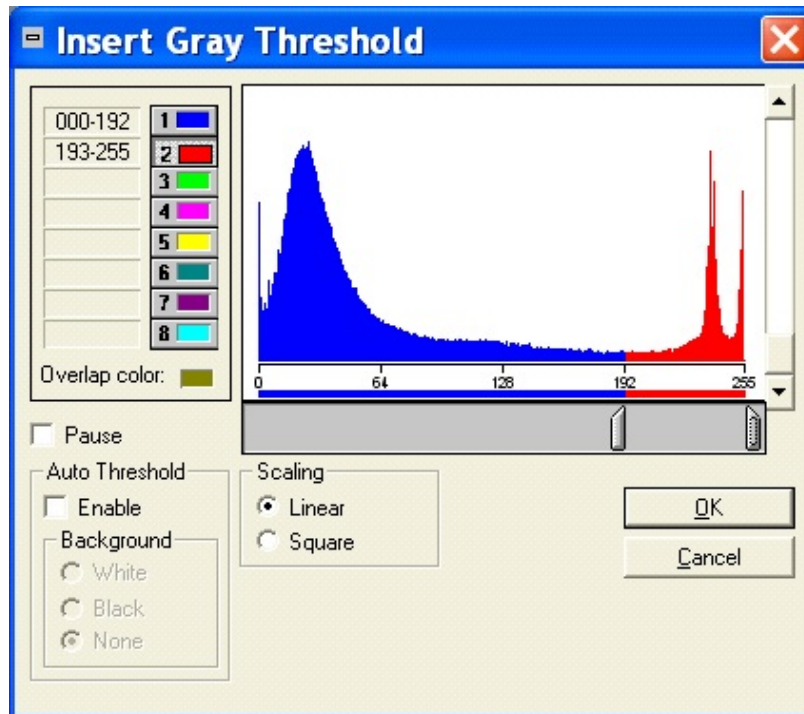 Insert Gray Threshold
000-192 1
193-255 2
3
4
5
6
7
8
Overlap color:
0 64 128 192 255
Pause
Auto Threshold
Enable
Background
White
Black
None
Scaling
Linear
Square
OK
Cancel